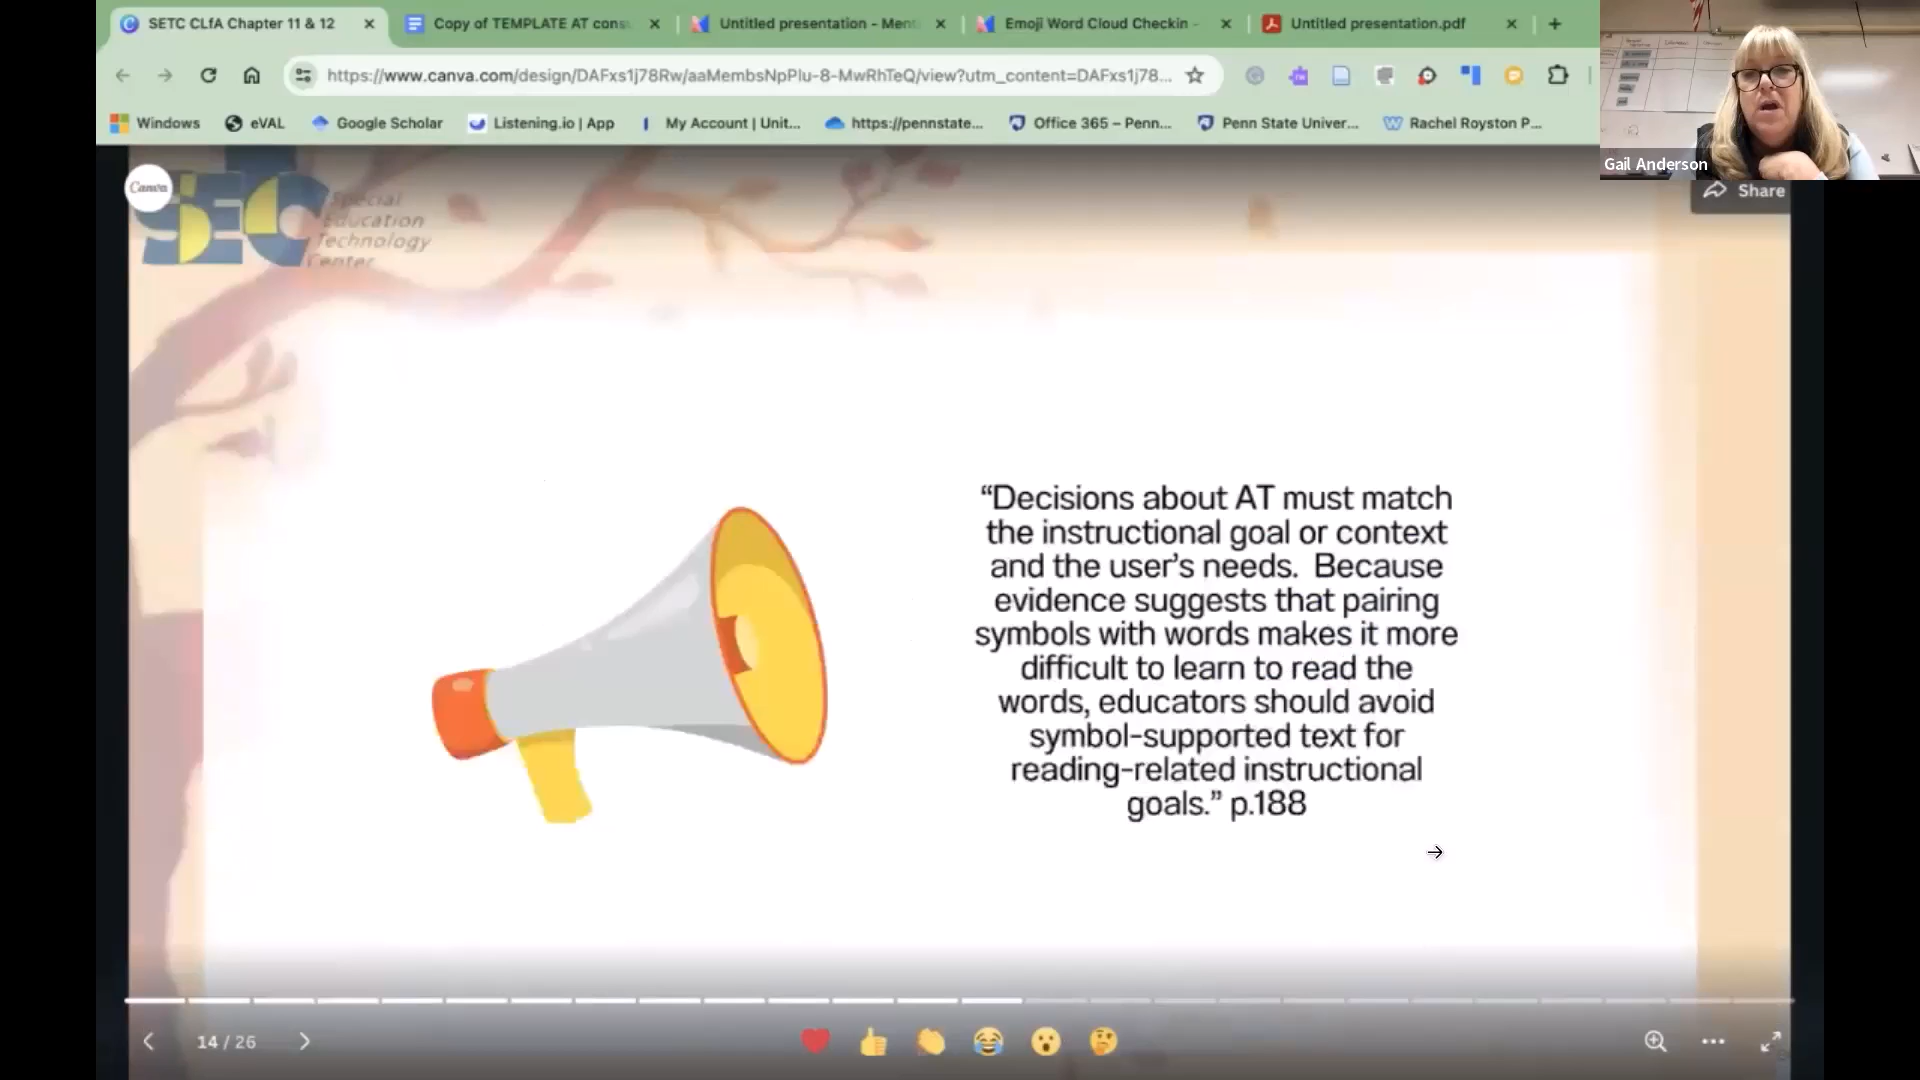 SETC CLfA Chapter 11 & 12
Copy of TEMPLATE AT cons
Untitled presentation - Ment
Emoji Word Cloud Checkin -
Untitled presentation.pdf
https://www.canva.com/design/DAFxs1j78Rw/aaMembsNpPlu-8-MwRhTeQ/view?utm_content=DAFxs1j78...
Windows
eVAL
Google Scholar
Listening.io | App
My Account | Unit...
https://pennstate...
Office 365 – Penn...
Penn State Univer...
Rachel Royston P...
Gail Anderson
Canva
Share
SETC
Special
Education
Technology
Center
“Decisions about AT must match
the instructional goal or context
and the user’s needs.  Because
evidence suggests that pairing
symbols with words makes it more
difficult to learn to read the
words, educators should avoid
symbol-supported text for
reading-related instructional
goals.” p.188
14 / 26